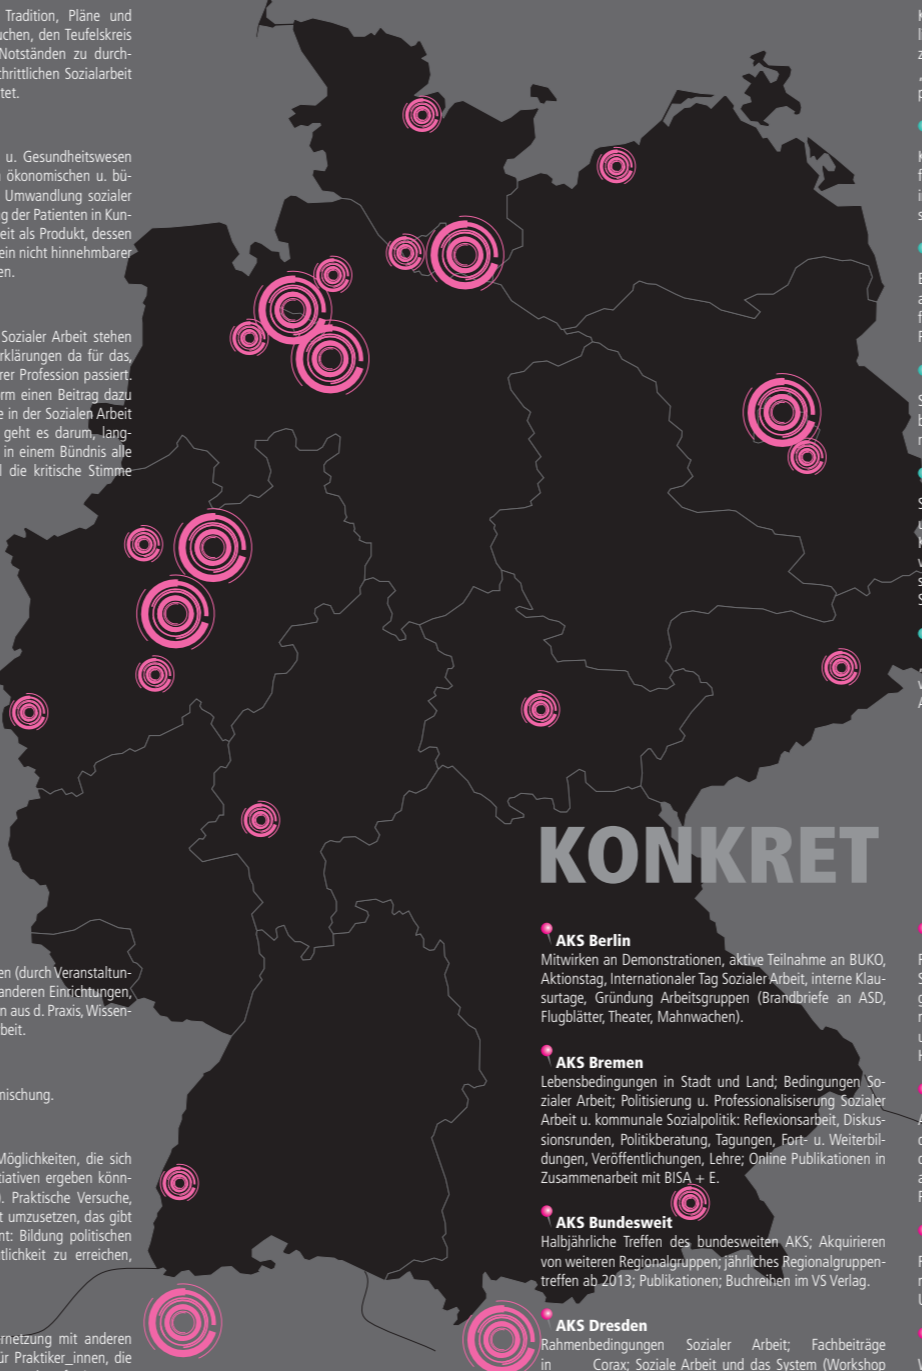 Tradition, Pläne und
uchen, den Teufelskreis
Notständen zu durch-
chrittlichen Sozialarbeit
tet.
u. Gesundheitswesen
ökonomischen u. bü-
Umwandlung sozialer
g der Patienten in Kun-
eit als Produkt, dessen
ein nicht hinnehmbarer
en.
Sozialer Arbeit stehen
rklärungen da für das,
rer Profession passiert.
rm einen Beitrag dazu
e in der Sozialen Arbeit
geht es darum, lang-
in einem Bündnis alle
die kritische Stimme
en (durch Veranstaltun-
anderen Einrichtungen,
n aus d. Praxis, Wissen-
beit.
mischung.
Möglichkeiten, die sich
tiativen ergeben könn-
). Praktische Versuche,
t umzusetzen, das gibt
nt: Bildung politischen
tlichkeit zu erreichen,
rnetzung mit anderen
ür Praktiker_innen, die
KONKRET
AKS Berlin
Mitwirken an Demonstrationen, aktive Teilnahme an BUKO,
Aktionstag, Internationaler Tag Sozialer Arbeit, interne Klau-
surtage, Gründung Arbeitsgruppen (Brandbriefe an ASD,
Flugblätter, Theater, Mahnwachen).
AKS Bremen
Lebensbedingungen in Stadt und Land; Bedingungen So-
zialer Arbeit; Politisierung u. Professionalisiserung Sozialer
Arbeit u. kommunale Sozialpolitik: Reflexionsarbeit, Diskus-
sionsrunden, Politikberatung, Tagungen, Fort- u. Weiterbil-
dungen, Veröffentlichungen, Lehre; Online Publikationen in
Zusammenarbeit mit BISA + E.
AKS Bundesweit
Halbjährliche Treffen des bundesweiten AKS; Akquirieren
von weiteren Regionalgruppen; jährliches Regionalgruppen-
treffen ab 2013; Publikationen; Buchreihen im VS Verlag.
AKS Dresden
Rahmenbedingungen Sozialer Arbeit; Fachbeiträge
in Corax; Soziale Arbeit und das System (Workshop